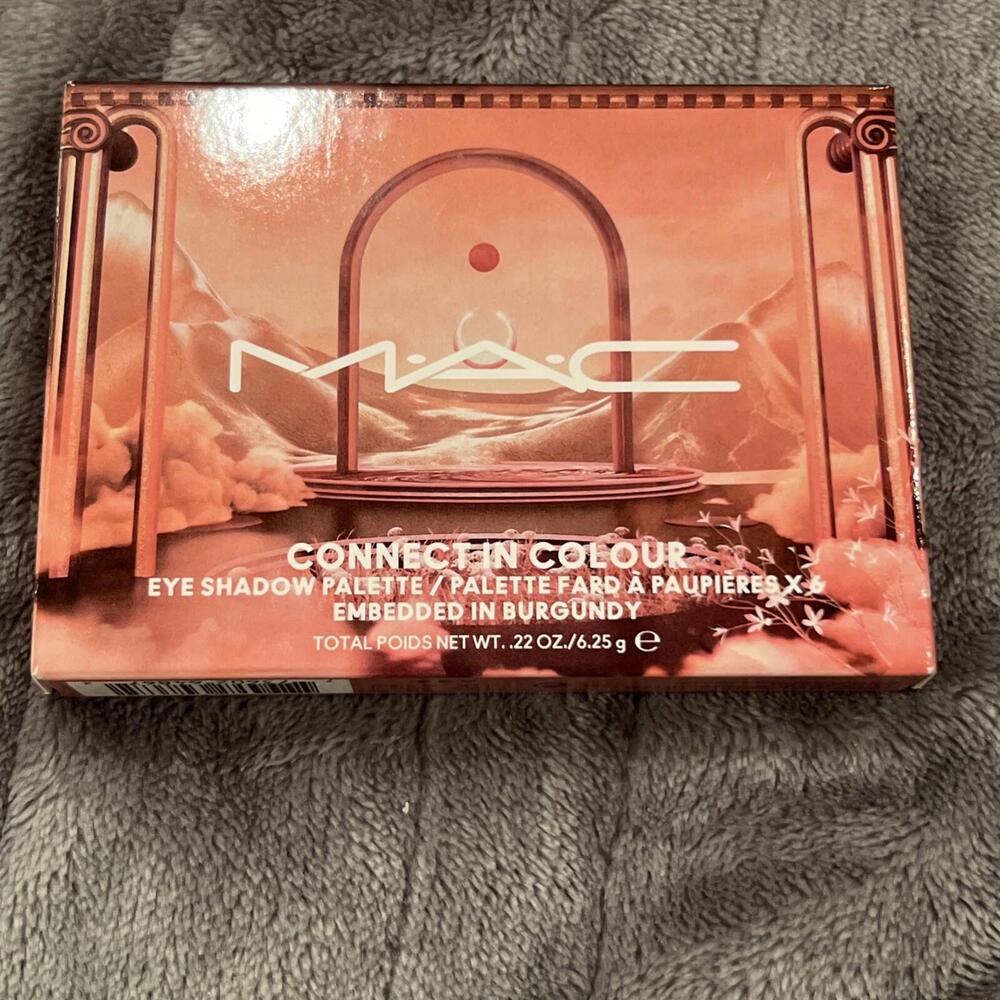 M·A·C
CONNECT IN COLOUR
EYE SHADOW PALETTE / PALETTE FARD À PAUPIÈRES X 6
EMBEDDED IN BURGUNDY
TOTAL POIDS NET WT. .22 OZ./6.25 g ℮